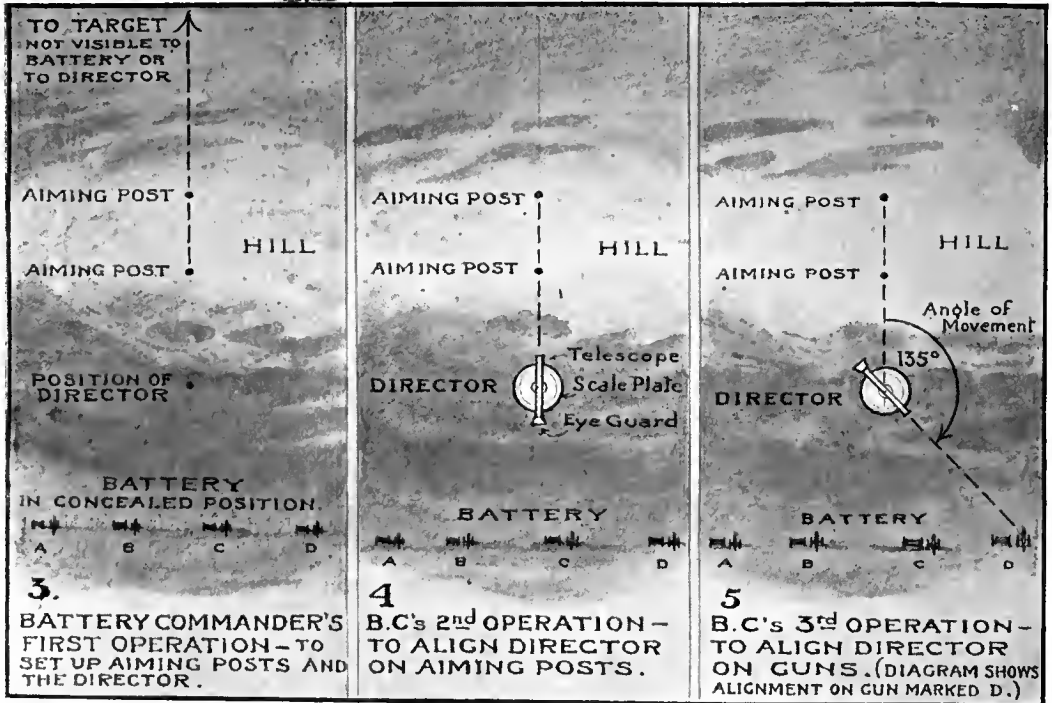 TO TARGET
NOT VISIBLE TO
BATTERY OR
TO DIRECTOR
AIMING POST
HILL
AIMING POST
POSITION OF
DIRECTOR
BATTERY
IN CONCEALED POSITION.
A B C D
3.
BATTERY COMMANDER'S
FIRST OPERATION - TO
SET UP AIMING POSTS AND
THE DIRECTOR.
AIMING POST
HILL
AIMING POST
Telescope
DIRECTOR Scale Plate
Eye Guard
BATTERY
A B C D
4
B.C's 2nd OPERATION -
TO ALIGN DIRECTOR
ON AIMING POSTS.
AIMING POST
HILL
AIMING POST
Angle of
Movement
135°
DIRECTOR
BATTERY
A B C D
5
B.C's 3rd OPERATION -
TO ALIGN DIRECTOR
ON GUNS. (DIAGRAM SHOWS
ALIGNMENT ON GUN MARKED D.)